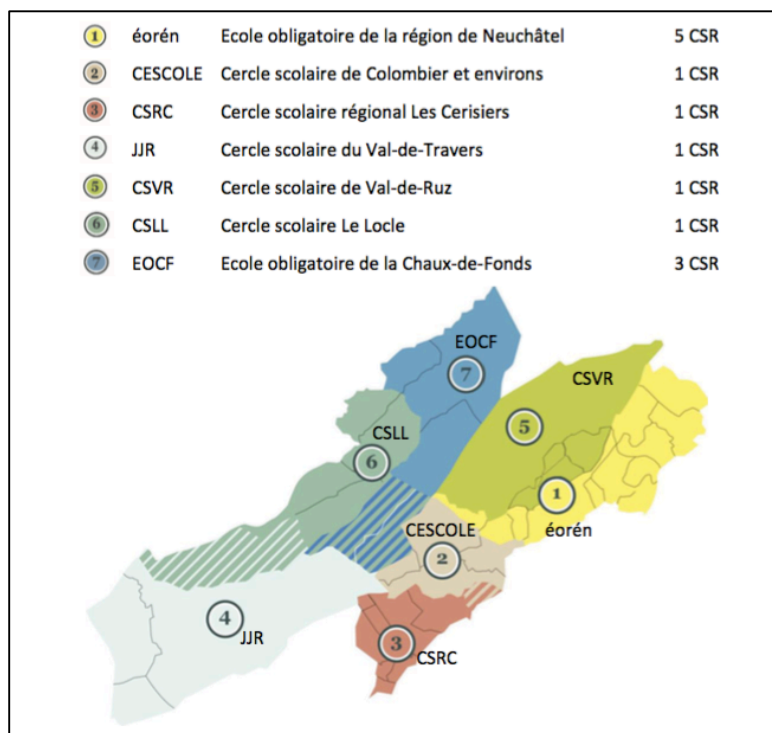 1 éorén Ecole obligatoire de la région de Neuchâtel 5 CSR
2 CESCOLE Cercle scolaire de Colombier et environs 1 CSR
3 CSRC Cercle scolaire régional Les Cerisiers 1 CSR
4 JJR Cercle scolaire du Val-de-Travers 1 CSR
5 CSVR Cercle scolaire de Val-de-Ruz 1 CSR
6 CSLL Cercle scolaire Le Locle 1 CSR
7 EOCF Ecole obligatoire de la Chaux-de-Fonds 3 CSR
EOCF
7
CSVR
5
CSLL
6
1
éorén
CESCOLE
2
4
JJR
3
CSRC